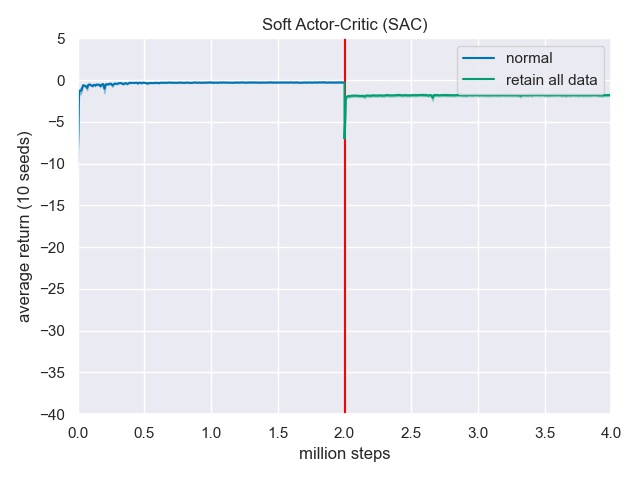 Soft Actor-Critic (SAC)
normal
retain all data
average return (10 seeds)
5
0
−5
−10
−15
−20
−25
−30
−35
−40
0.0 0.5 1.0 1.5 2.0 2.5 3.0 3.5 4.0
million steps